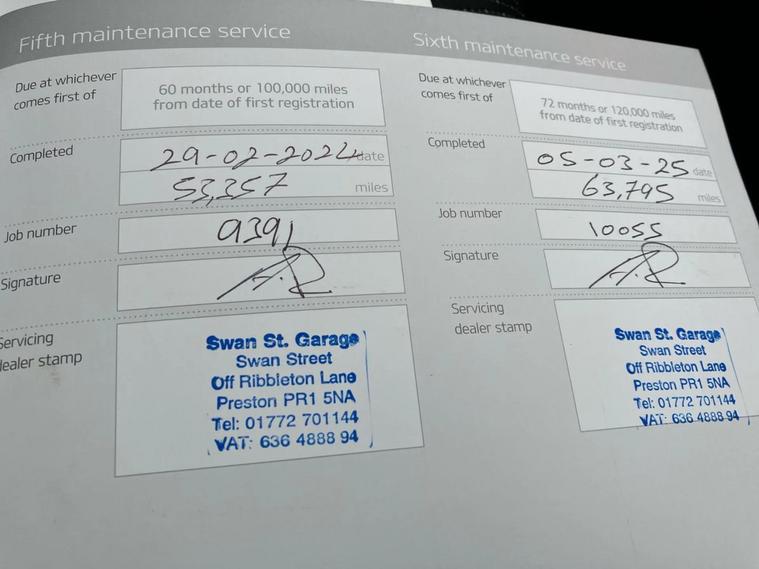 Fifth maintenance service
Due at whichever
comes first of
60 months or 100,000 miles
from date of first registration
Completed
29-02-2024 date
53,357 miles
Job number
9391
Signature
Servicing
dealer stamp
Swan St. Garage
Swan Street
Off Ribbleton Lane
Preston PR1 5NA
Tel: 01772 701144
VAT: 636 4888 94
Sixth maintenance service
Due at whichever
comes first of
72 months or 120,000 miles
from date of first registration
Completed
05-03-25 date
63,795 miles
Job number
10055
Signature
Servicing
dealer stamp
Swan St. Garage
Swan Street
Off Ribbleton Lane
Preston PR1 5NA
Tel: 01772 701144
VAT: 636 4888 94